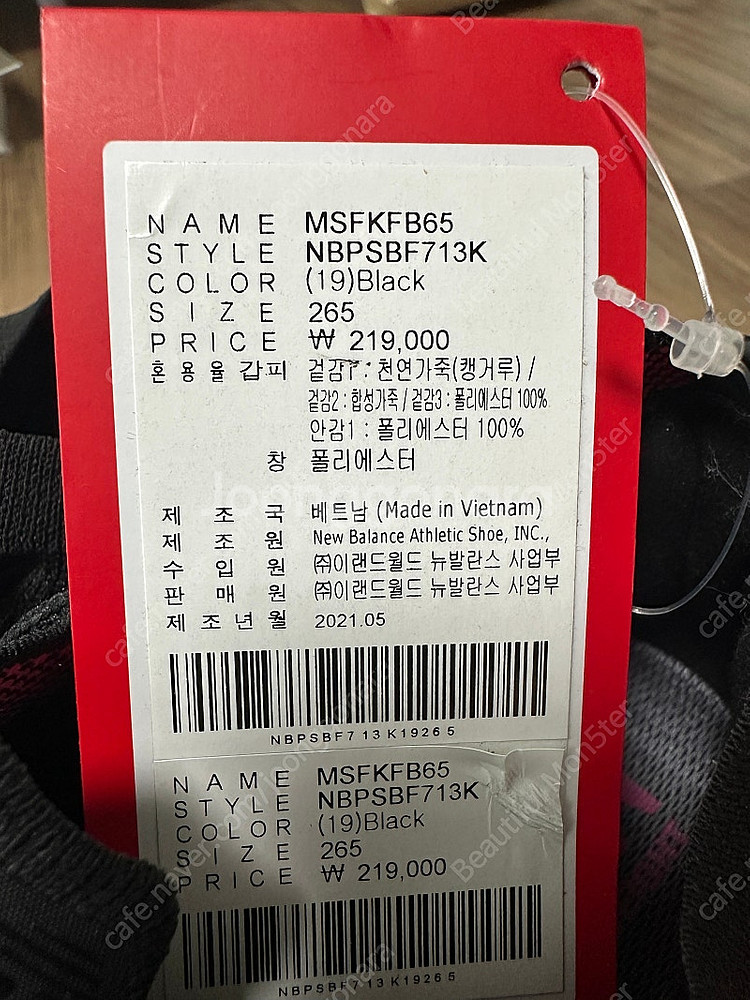 NAME MSFKFB65
STYLE NBPSBF713K
COLOR (19)Black
SIZE 265
PRICE ₩ 219,000
혼용율 갑피 겉감1 : 천연가죽(캥거루) /
겉감2 : 합성가죽 / 겉감3 : 폴리에스터 100%
안감1 : 폴리에스터 100%
창 폴리에스터
제조국 베트남 (Made in Vietnam)
제조원 New Balance Athletic Shoe, INC.,
수입원 ㈜이랜드월드 뉴발란스 사업부
판매원 ㈜이랜드월드 뉴발란스 사업부
제조년월 2021.05
NBPSBF713K19265
NAME MSFKFB65
STYLE NBPSBF713K
COLOR (19)Black
SIZE 265
PRICE ₩ 219,000
NBPSBF713K19265